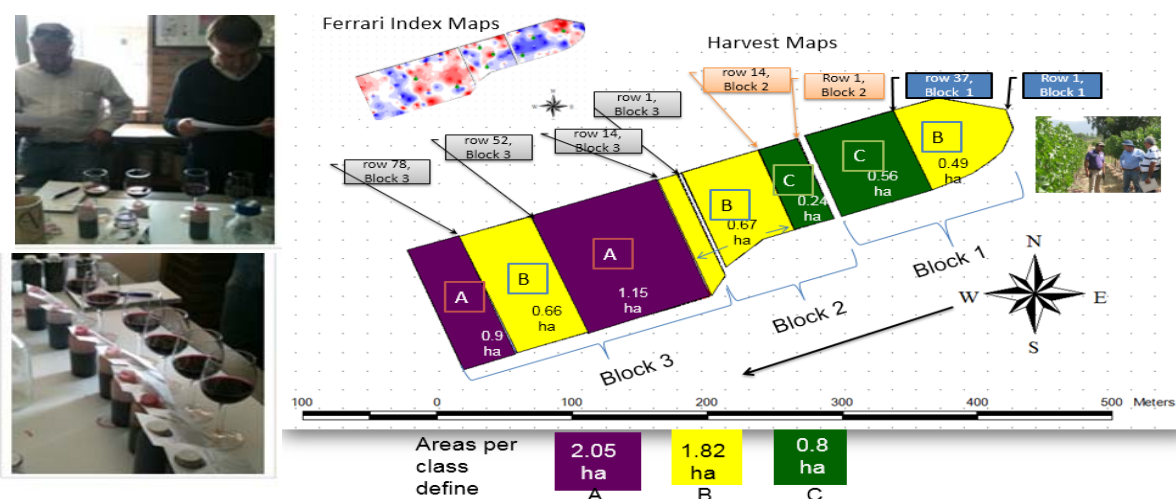 Ferrari Index Maps
Harvest Maps
row 14,
Block 2
Row 1,
Block 2
row 37,
Block 1
Row 1,
Block 1
row 1,
Block 3
row 14,
Block 3
row 52,
Block 3
row 78,
Block 3
B
0.49
ha
C
0.56
ha
C
0.24
ha
B
0.67
ha
A
1.15
ha
B
0.66
ha
A
0.9
ha
Block 1
Block 2
Block 3
N
W
E
S
100 0 100 200 300 400 500 Meters
Areas per
class
define
2.05
ha
A
1.82
ha
B
0.8
ha
C